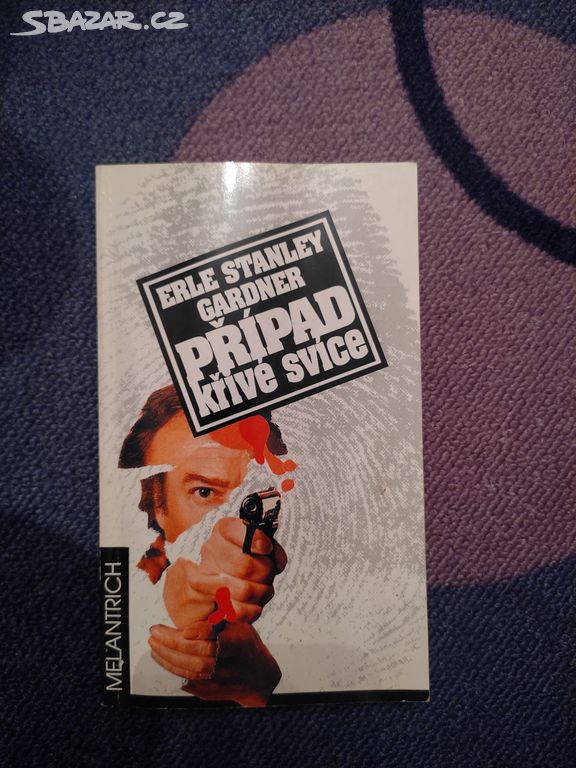 SBAZAR.CZ
ERLE STANLEY
GARDNER
PŘÍPAD
křivé svíce
MELANTRICH